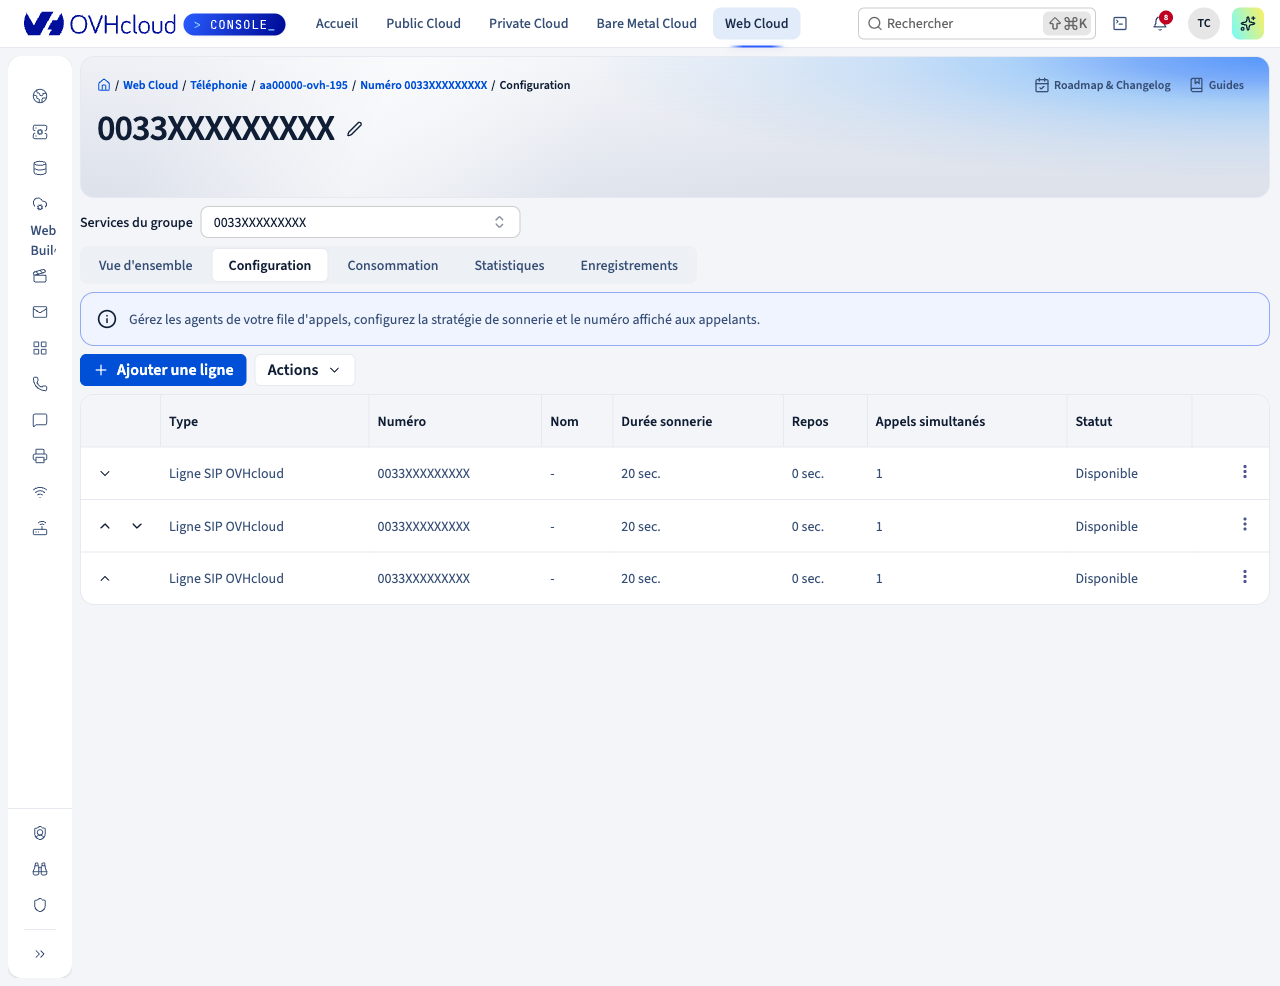 OVHcloud > CONSOLE_ Accueil Public Cloud Private Cloud Bare Metal Cloud Web Cloud Rechercher ⇧⌘K 8 TC
/ Web Cloud / Téléphonie / aa00000-ovh-195 / Numéro 0033XXXXXXXXX / Configuration Roadmap & Changelog Guides
0033XXXXXXXXX
Services du groupe 0033XXXXXXXXX
Web
Buil
Vue d'ensemble Configuration Consommation Statistiques Enregistrements
Gérez les agents de votre file d'appels, configurez la stratégie de sonnerie et le numéro affiché aux appelants.
+ Ajouter une ligne Actions
Type Numéro Nom Durée sonnerie Repos Appels simultanés Statut
Ligne SIP OVHcloud 0033XXXXXXXXX - 20 sec. 0 sec. 1 Disponible
Ligne SIP OVHcloud 0033XXXXXXXXX - 20 sec. 0 sec. 1 Disponible
Ligne SIP OVHcloud 0033XXXXXXXXX - 20 sec. 0 sec. 1 Disponible